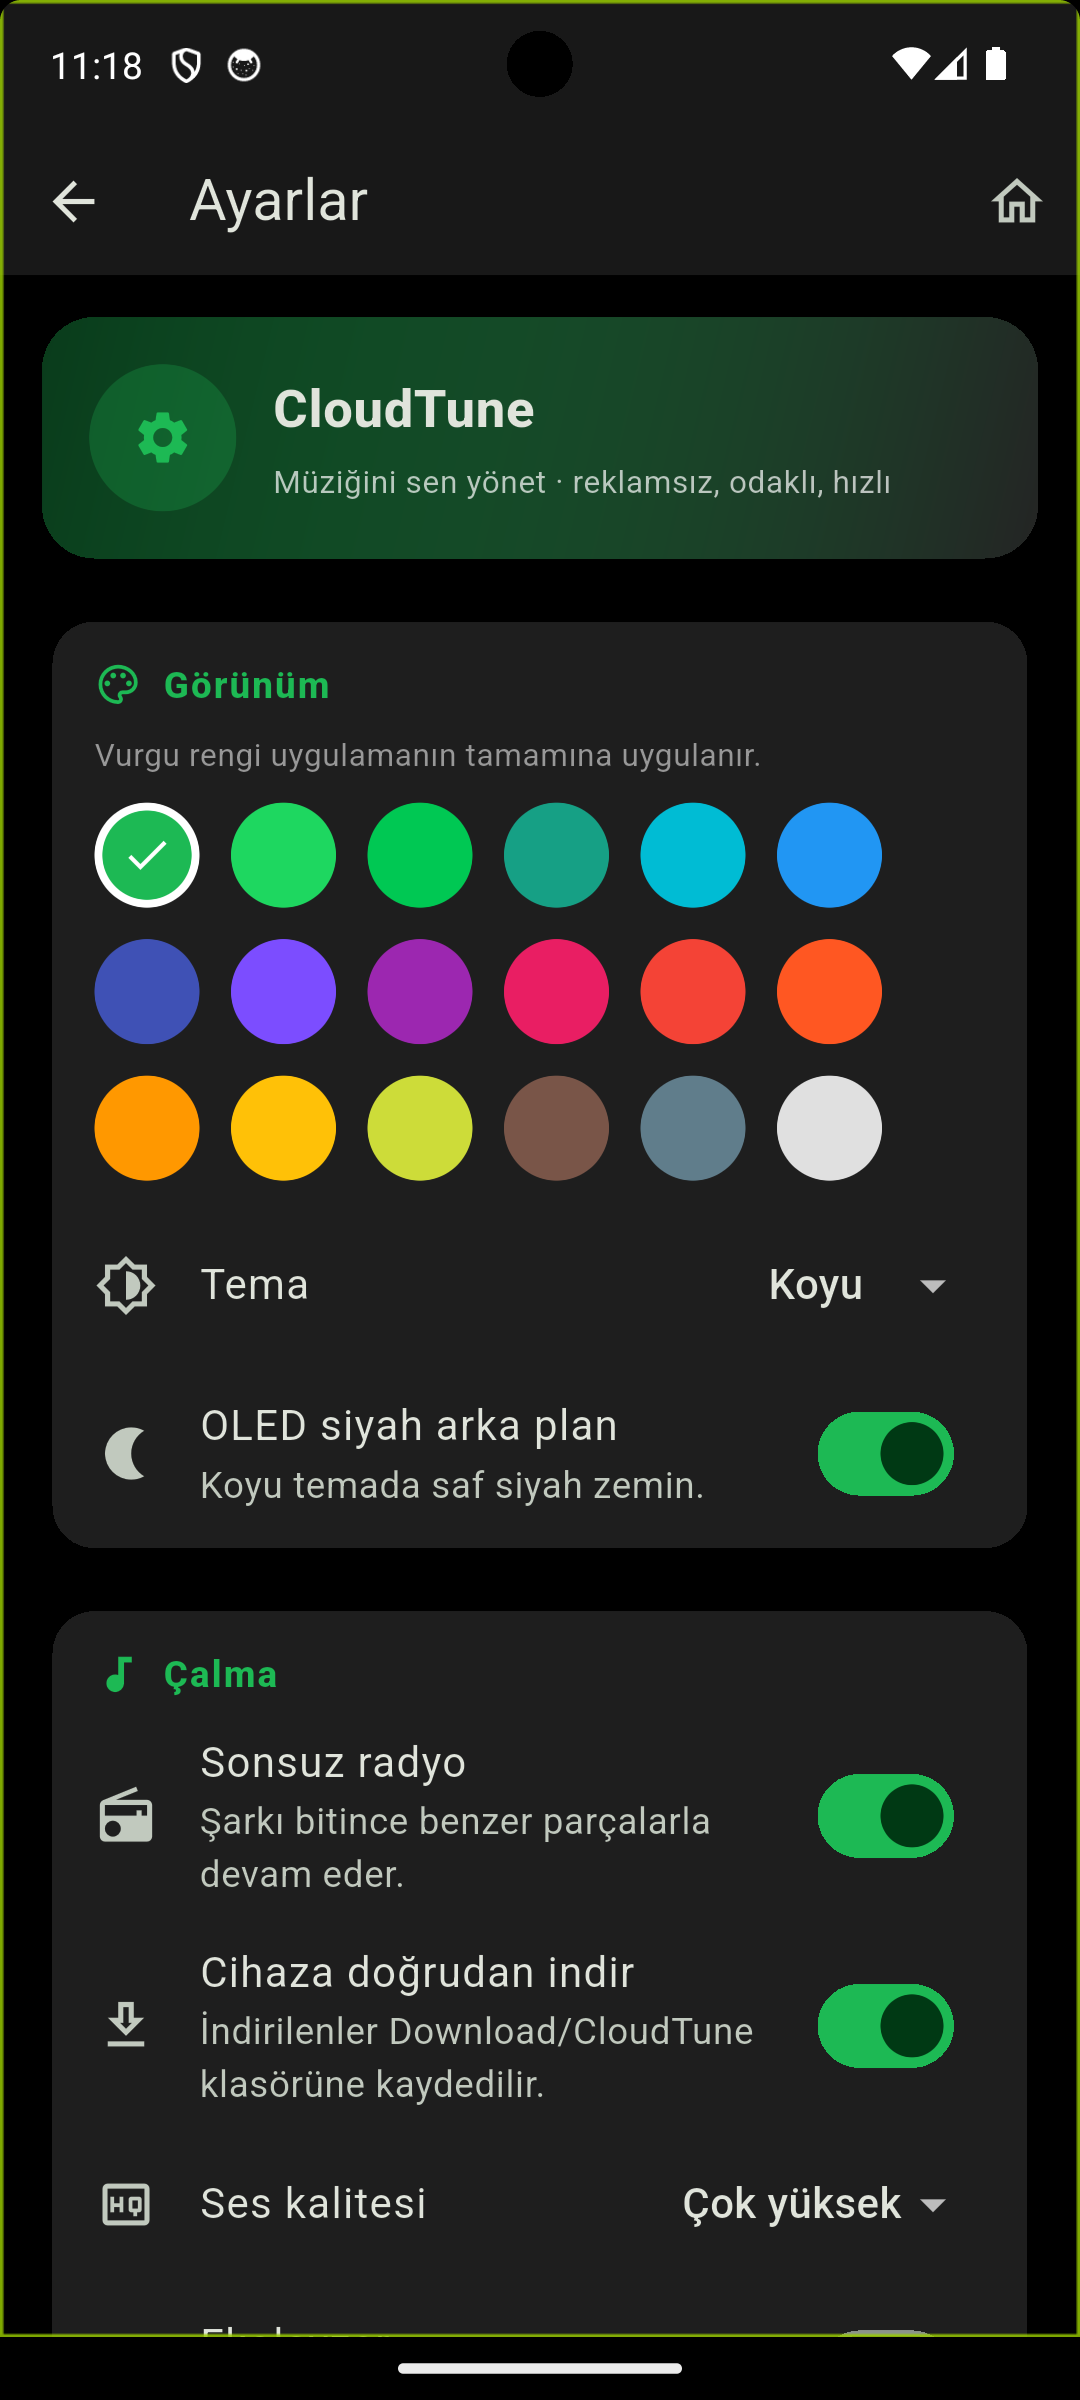 11:18
Ayarlar
CloudTune
Müziğini sen yönet · reklamsız, odaklı, hızlı
Görünüm
Vurgu rengi uygulamanın tamamına uygulanır.
Tema
Koyu
OLED siyah arka plan
Koyu temada saf siyah zemin.
Çalma
Sonsuz radyo
Şarkı bitince benzer parçalarla
devam eder.
Cihaza doğrudan indir
İndirilenler Download/CloudTune
klasörüne kaydedilir.
HQ
Ses kalitesi
Çok yüksek